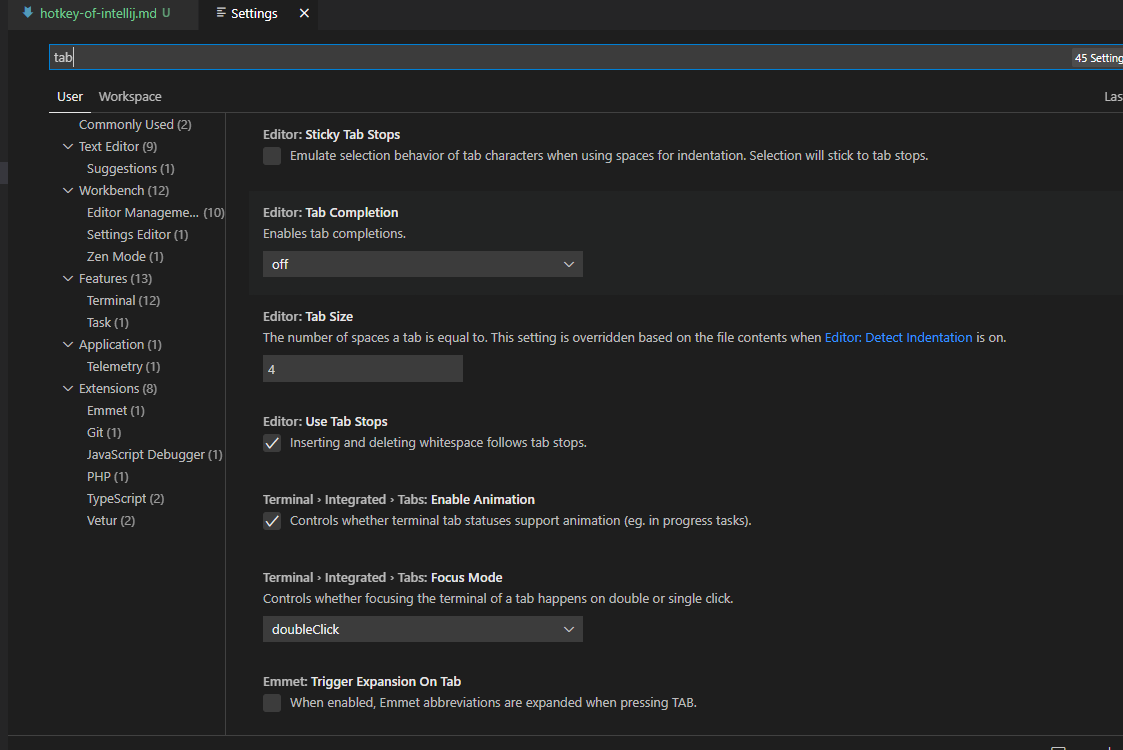 hotkey-of-intellij.md U
Settings
tab
45 Setting
User Workspace
Las
Commonly Used (2)
Text Editor (9)
Suggestions (1)
Workbench (12)
Editor Manageme... (10)
Settings Editor (1)
Zen Mode (1)
Features (13)
Terminal (12)
Task (1)
Application (1)
Telemetry (1)
Extensions (8)
Emmet (1)
Git (1)
JavaScript Debugger (1)
PHP (1)
TypeScript (2)
Vetur (2)
Editor: Sticky Tab Stops
Emulate selection behavior of tab characters when using spaces for indentation. Selection will stick to tab stops.
Editor: Tab Completion
Enables tab completions.
off
Editor: Tab Size
The number of spaces a tab is equal to. This setting is overridden based on the file contents when Editor: Detect Indentation is on.
4
Editor: Use Tab Stops
Inserting and deleting whitespace follows tab stops.
Terminal › Integrated › Tabs: Enable Animation
Controls whether terminal tab statuses support animation (eg. in progress tasks).
Terminal › Integrated › Tabs: Focus Mode
Controls whether focusing the terminal of a tab happens on double or single click.
doubleClick
Emmet: Trigger Expansion On Tab
When enabled, Emmet abbreviations are expanded when pressing TAB.